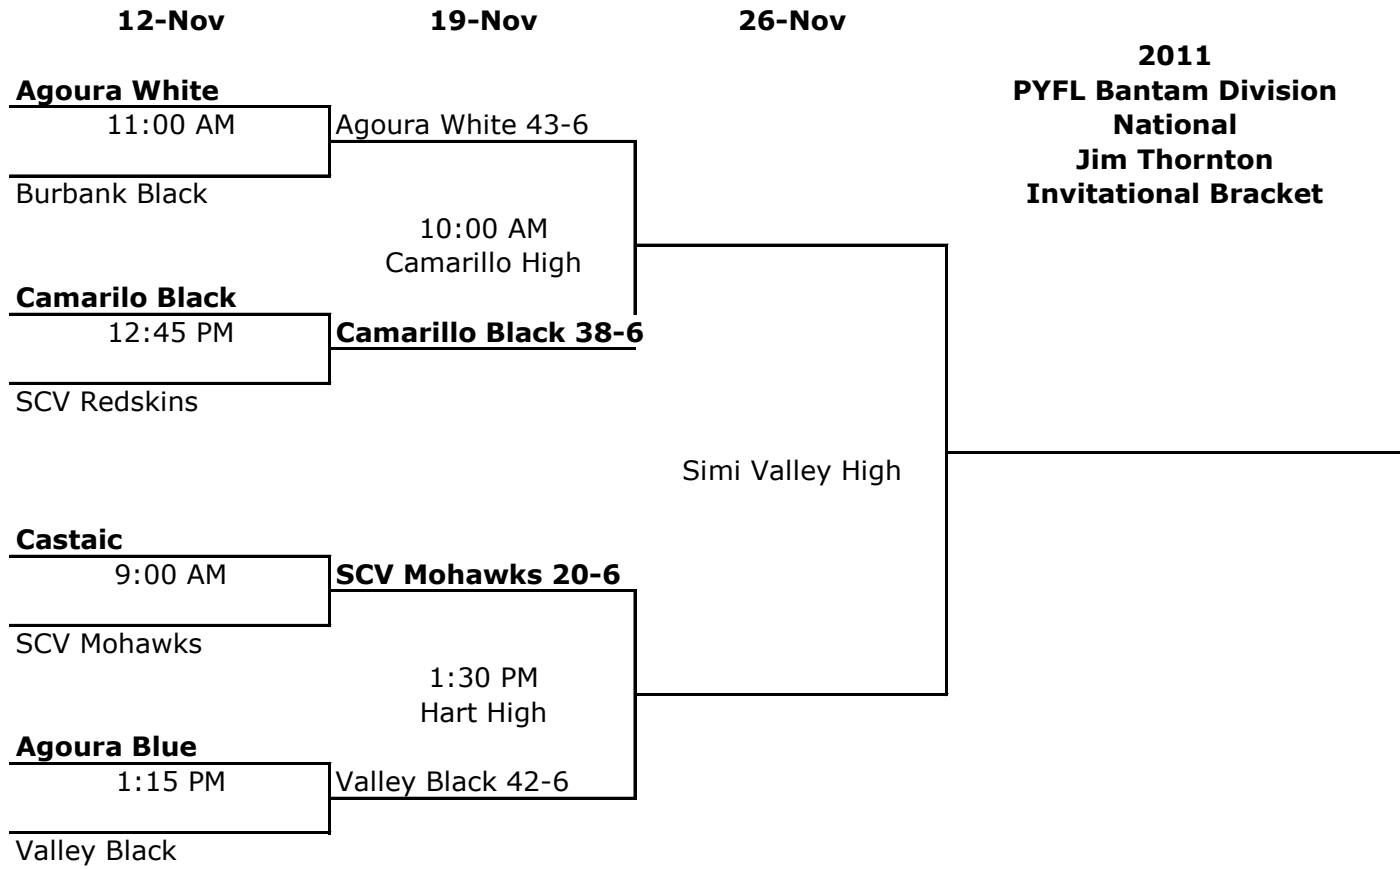 12-Nov 19-Nov 26-Nov
2011
PYFL Bantam Division
National
Jim Thornton
Invitational Bracket
Agoura White
11:00 AM
Burbank Black
Agoura White 43-6
10:00 AM
Camarillo High
Camarilo Black
12:45 PM
SCV Redskins
Camarillo Black 38-6
Simi Valley High
Castaic
9:00 AM
SCV Mohawks
SCV Mohawks 20-6
1:30 PM
Hart High
Agoura Blue
1:15 PM
Valley Black
Valley Black 42-6